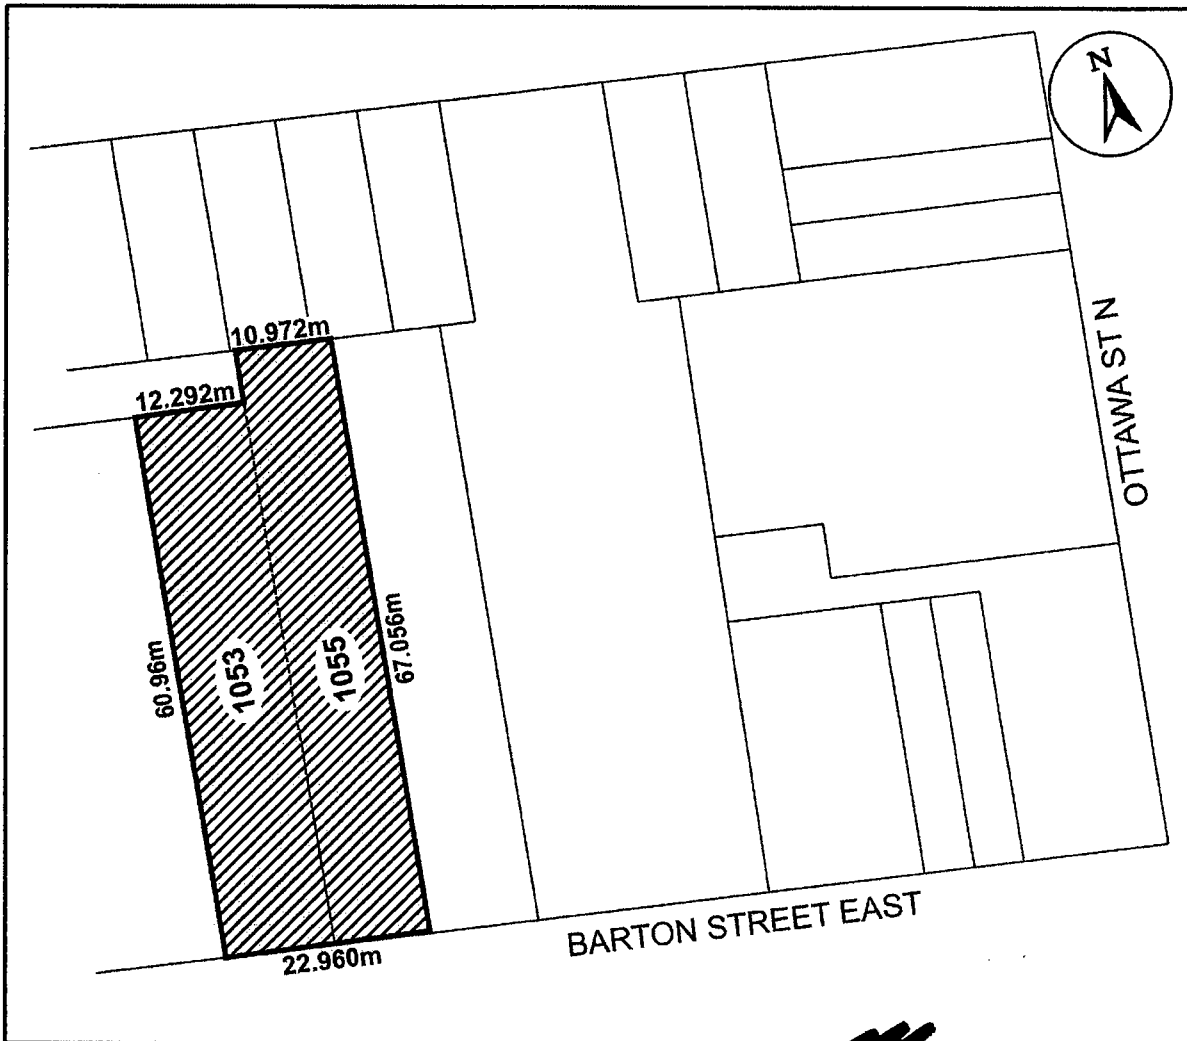 N
10.972m
12.292m
OTTAWA ST N
60.96m
1053
1055
67.056m
BARTON STREET EAST
22.960m